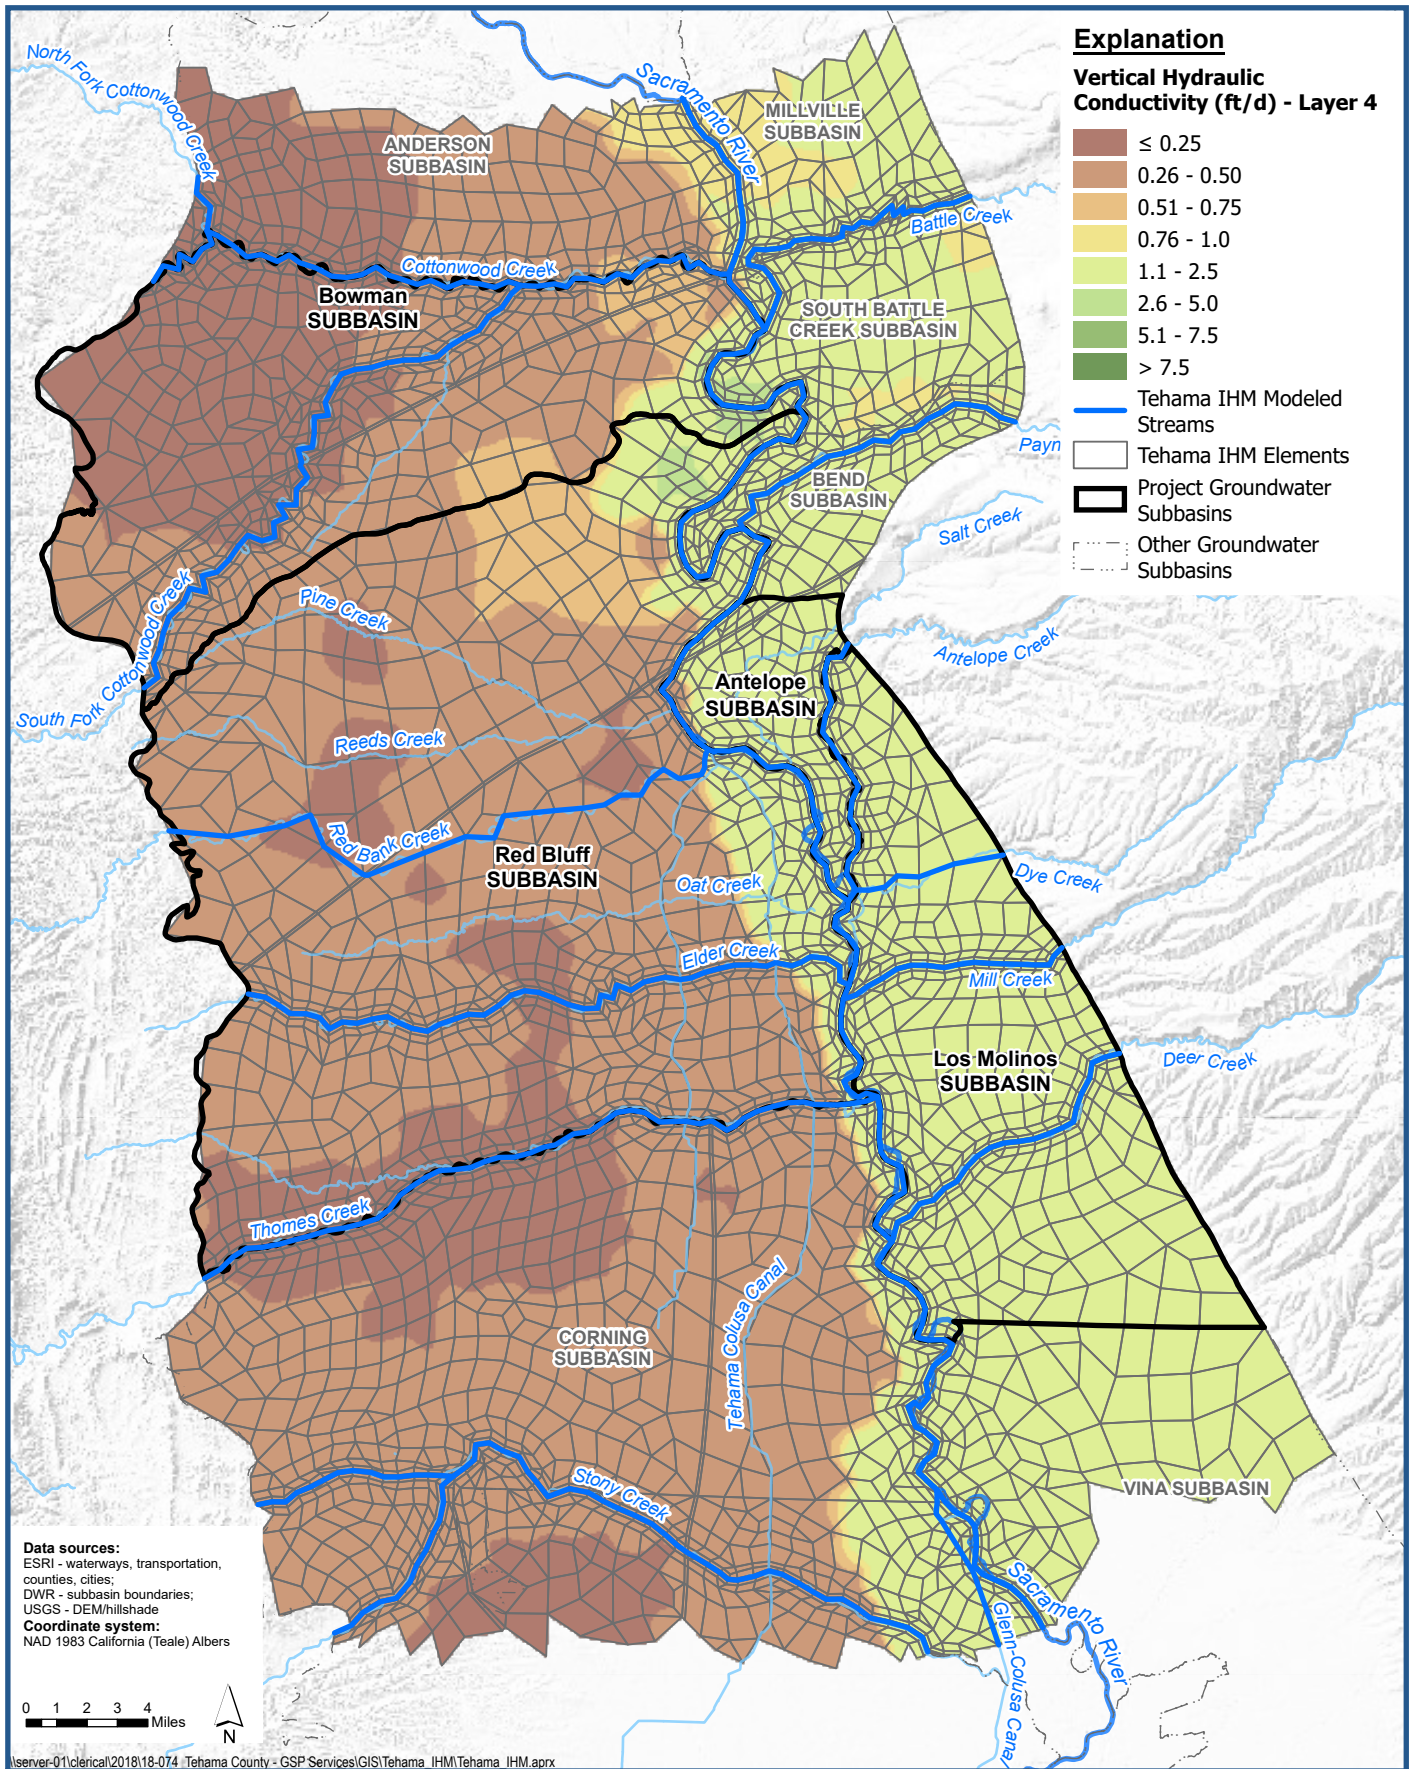 Explanation
Vertical Hydraulic
Conductivity (ft/d) - Layer 4
≤ 0.25
0.26 - 0.50
0.51 - 0.75
0.76 - 1.0
1.1 - 2.5
2.6 - 5.0
5.1 - 7.5
> 7.5
Tehama IHM Modeled
Streams
Tehama IHM Elements
Project Groundwater
Subbasins
Other Groundwater
Subbasins
North Fork Cottonwood Creek
Sacramento River
MILLVILLE
SUBBASIN
ANDERSON
SUBBASIN
Battle Creek
Cottonwood Creek
Bowman
SUBBASIN
SOUTH BATTLE
CREEK SUBBASIN
Payn
BEND
SUBBASIN
Salt Creek
Pine Creek
South Fork Cottonwood Creek
Antelope Creek
Antelope
SUBBASIN
Reeds Creek
Red Bank Creek
Red Bluff
SUBBASIN
Oat Creek
Dye Creek
Elder Creek
Mill Creek
Los Molinos
SUBBASIN
Deer Creek
Thomes Creek
Tehama Colusa Canal
CORNING
SUBBASIN
Stony Creek
VINA SUBBASIN
Sacramento River
Glenn-Colusa Canal
Data sources:
ESRI - waterways, transportation,
counties, cities;
DWR - subbasin boundaries;
USGS - DEM/hillshade
Coordinate system:
NAD 1983 California (Teale) Albers
0 1 2 3 4
Miles
N
\\server-01\clerical\2018\18-074_Tehama County - GSP Services\GIS\Tehama_IHM\Tehama_IHM.aprx